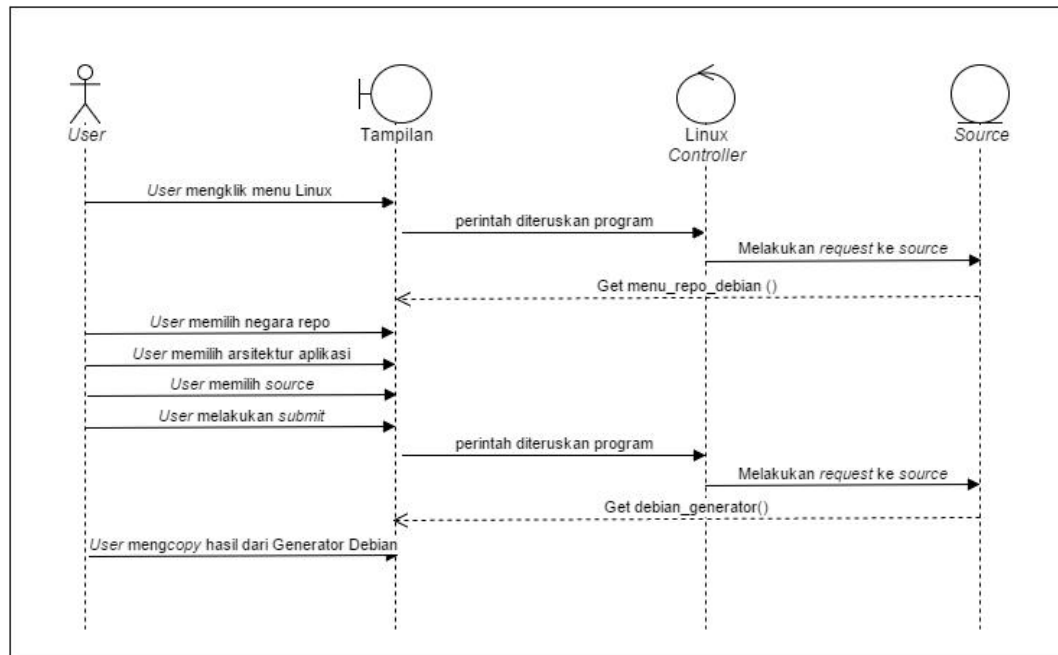 User
Tampilan
Linux
Controller
Source
User mengklik menu Linux
perintah diteruskan program
Melakukan request ke source
Get menu_repo_debian ()
User memilih negara repo
User memilih arsitektur aplikasi
User memilih source
User melakukan submit
perintah diteruskan program
Melakukan request ke source
Get debian_generator()
User mengcopy hasil dari Generator Debian